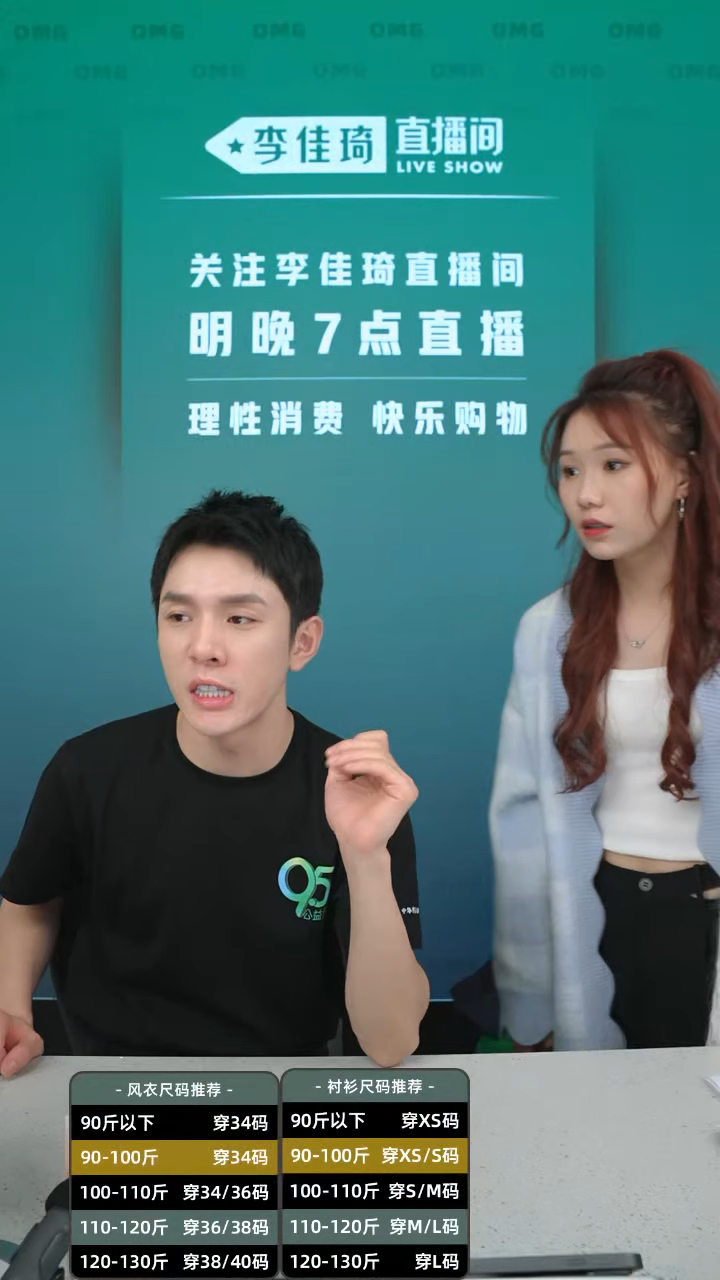 OMG OMG OMG OMG OMG OMG
OMG OMG OMG OMG OMG
李佳琦 直播间
LIVE SHOW
关注李佳琦直播间
明晚7点直播
理性消费 快乐购物
95
公益
- 风衣尺码推荐 -
90斤以下 穿34码
90-100斤 穿34码
100-110斤 穿34/36码
110-120斤 穿36/38码
120-130斤 穿38/40码
- 衬衫尺码推荐 -
90斤以下 穿XS码
90-100斤 穿XS/S码
100-110斤 穿S/M码
110-120斤 穿M/L码
120-130斤 穿L码